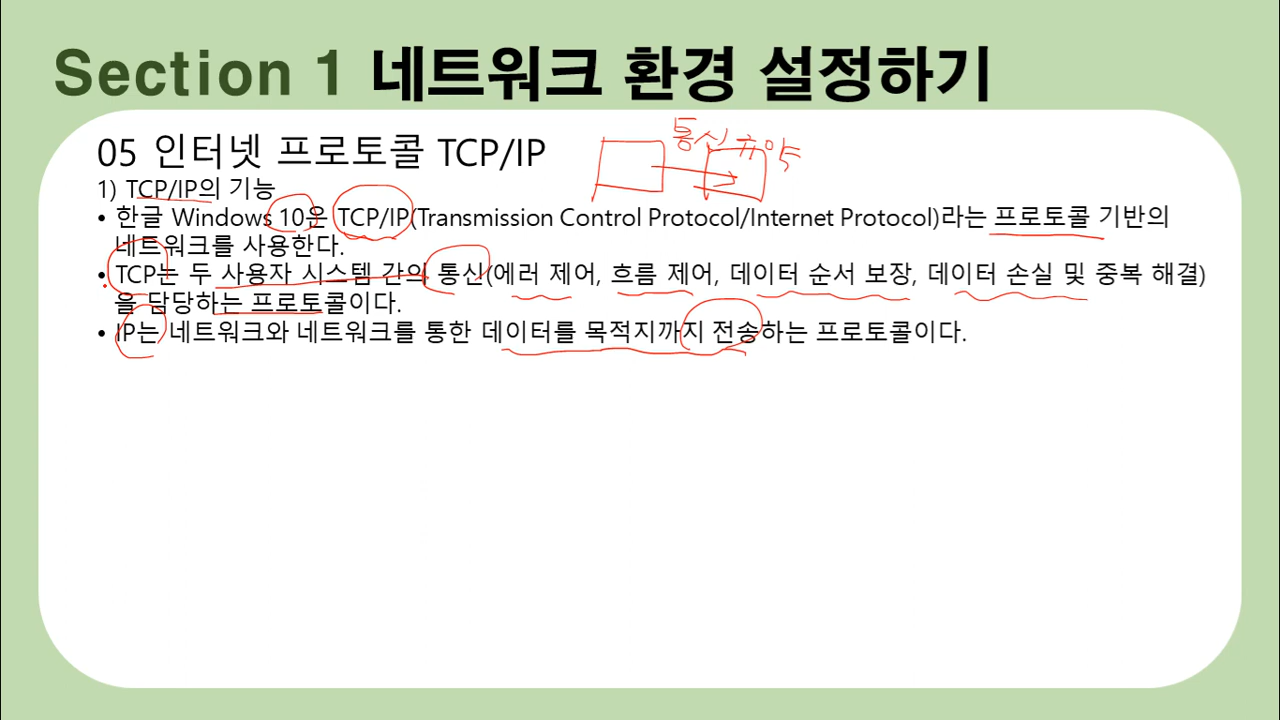 Section 1 네트워크 환경 설정하기
05 인터넷 프로토콜 TCP/IP
통신 규약
1) TCP/IP의 기능
• 한글 Windows 10은 TCP/IP(Transmission Control Protocol/Internet Protocol)라는 프로토콜 기반의
네트워크를 사용한다.
• TCP는 두 사용자 시스템 간의 통신(에러 제어, 흐름 제어, 데이터 순서 보장, 데이터 손실 및 중복 해결)
을 담당하는 프로토콜이다.
• IP는 네트워크와 네트워크를 통한 데이터를 목적지까지 전송하는 프로토콜이다.